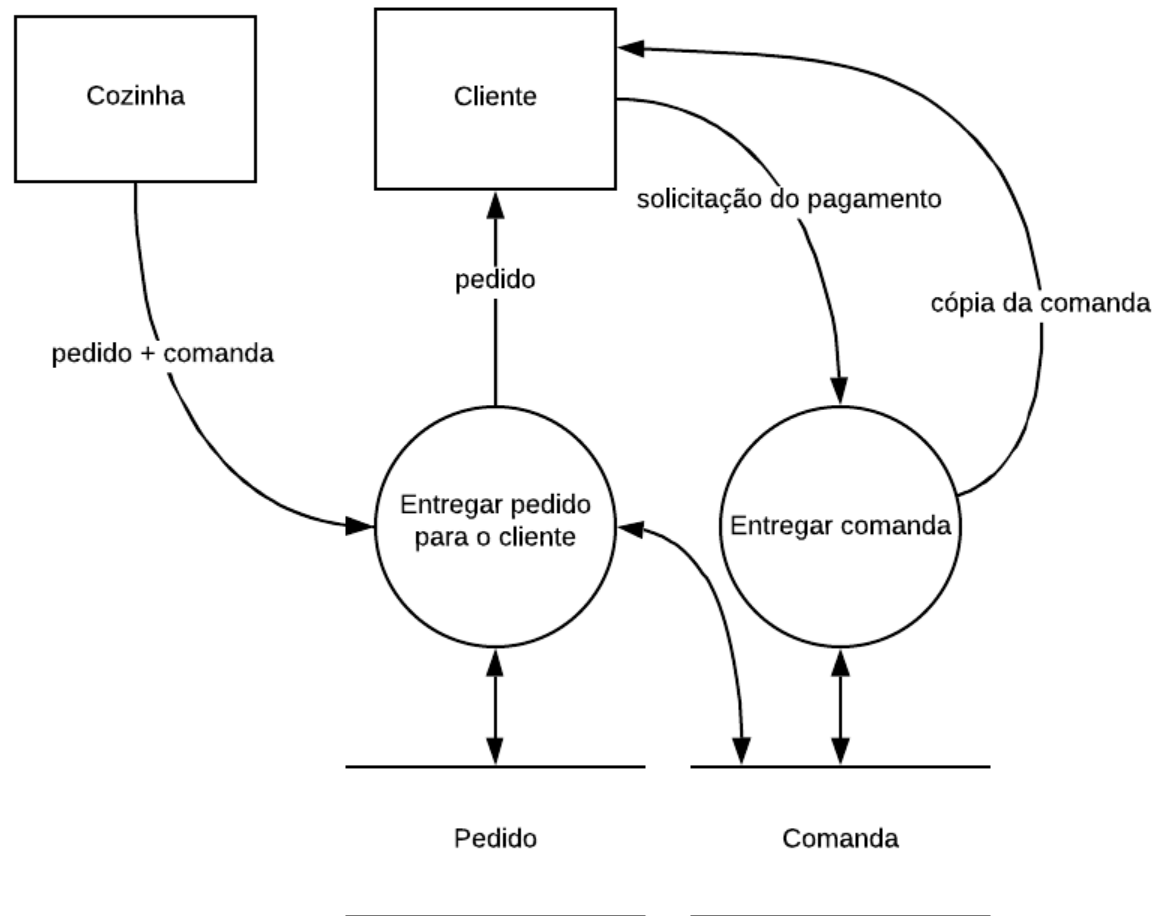 Cozinha
Cliente
solicitação do pagamento
pedido
cópia da comanda
pedido + comanda
Entregar pedido
para o cliente
Entregar comanda
Pedido
Comanda